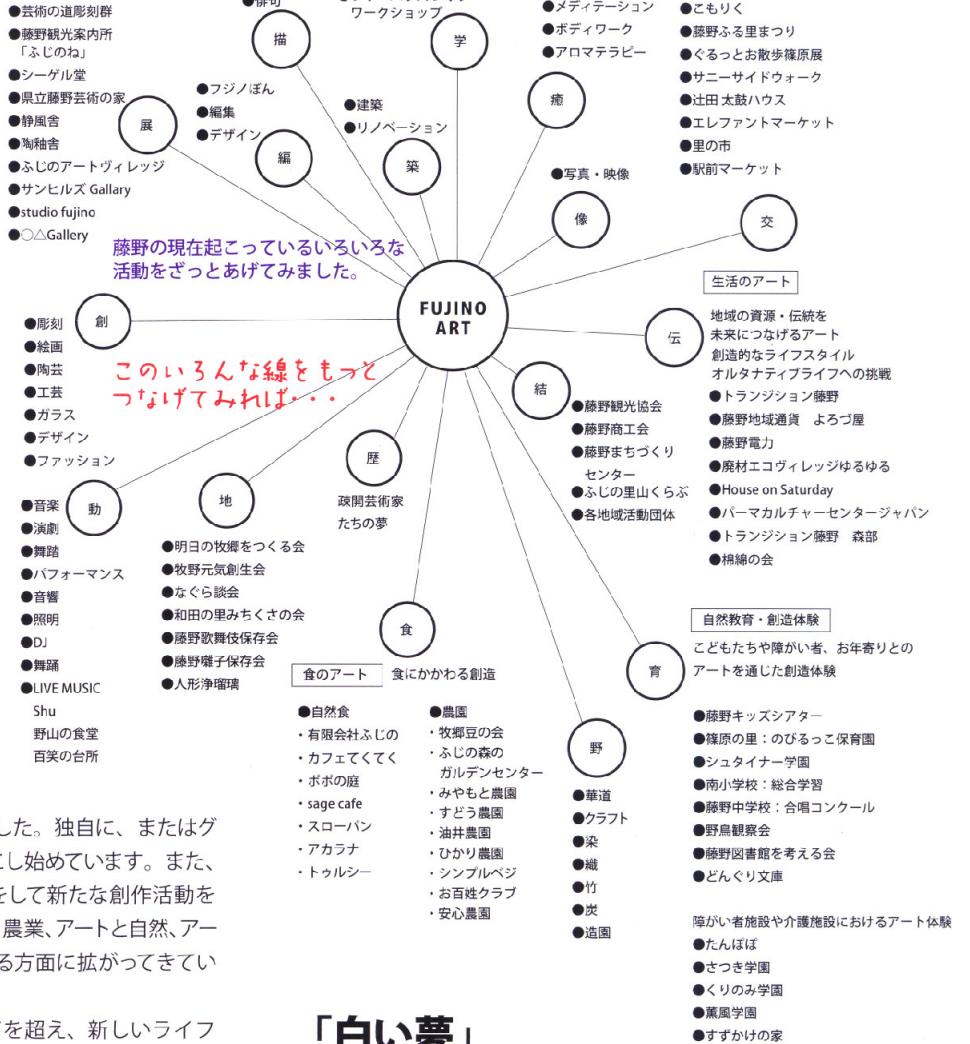 ●芸術の道彫刻群
●藤野観光案内所
「ふじのね」
●シーゲル堂
●県立藤野芸術の家
●静風舎
●陶秞舎
●ふじのアートヴィレッジ
●サンヒルズ Gallary
●studio fujino
●○△Gallery
展
●俳句
描
●フジノぼん
●編集
●デザイン
編
ワークショップ
学
●建築
●リノベーション
築
●メディテーション
●ボディワーク
●アロマテラピー
癒
●写真・映像
像
●こもりく
●藤野ふる里まつり
●ぐるっとお散歩篠原展
●サニーサイドウォーク
●辻田 太鼓ハウス
●エレファントマーケット
●里の市
●駅前マーケット
交
藤野の現在起こっているいろいろな
活動をざっとあげてみました。
FUJINO
ART
創
●彫刻
●絵画
●陶芸
●工芸
●ガラス
●デザイン
●ファッション
このいろんな線をもっと
つなげてみれば・・・
生活のアート
伝
地域の資源・伝統を
未来につなげるアート
創造的なライフスタイル
オルタナティブライフへの挑戦
●トランジション藤野
●藤野地域通貨　よろづ屋
●藤野電力
●廃材エコヴィレッジゆるゆる
●House on Saturday
●パーマカルチャーセンタージャパン
●トランジション藤野　森部
●棉綿の会
結
●藤野観光協会
●藤野商工会
●藤野まちづくり
センター
●ふじの里山くらぶ
●各地域活動団体
歴
疎開芸術家
たちの夢
動
●音楽
●演劇
●舞踏
●パフォーマンス
●音響
●照明
●DJ
●舞踊
●LIVE MUSIC
Shu
野山の食堂
百笑の台所
地
●明日の牧郷をつくる会
●牧野元気創生会
●なぐら談会
●和田の里みちくさの会
●藤野歌舞伎保存会
●藤野囃子保存会
●人形浄瑠璃
食
食のアート　食にかかわる創造
●自然食
・有限会社ふじの
・カフェてくてく
・ポポの庭
・sage cafe
・スローパン
・アカラナ
・トゥルシー
●農園
・牧郷豆の会
・ふじの森の
ガルデンセンター
・みやもと農園
・すどう農園
・油井農園
・ひかり農園
・シンプルベジ
・お百姓クラブ
・安心農園
野
●華道
●クラフト
●染
●織
●竹
●炭
●造園
自然教育・創造体験
育
こどもたちや障がい者、お年寄りとの
アートを通じた創造体験
●藤野キッズシアター
●篠原の里：のびるっこ保育園
●シュタイナー学園
●南小学校：総合学習
●藤野中学校：合唱コンクール
●野鳥観察会
●藤野図書館を考える会
●どんぐり文庫
障がい者施設や介護施設におけるアート体験
●たんぽぽ
●さつき学園
●くりのみ学園
●薫風学園
●すずかけの家
した。独自に、またはグ
こし始めています。また、
をして新たな創作活動を
農業、アートと自然、アー
る方面に拡がってきてい
を超え、新しいライフ
「白い夢」